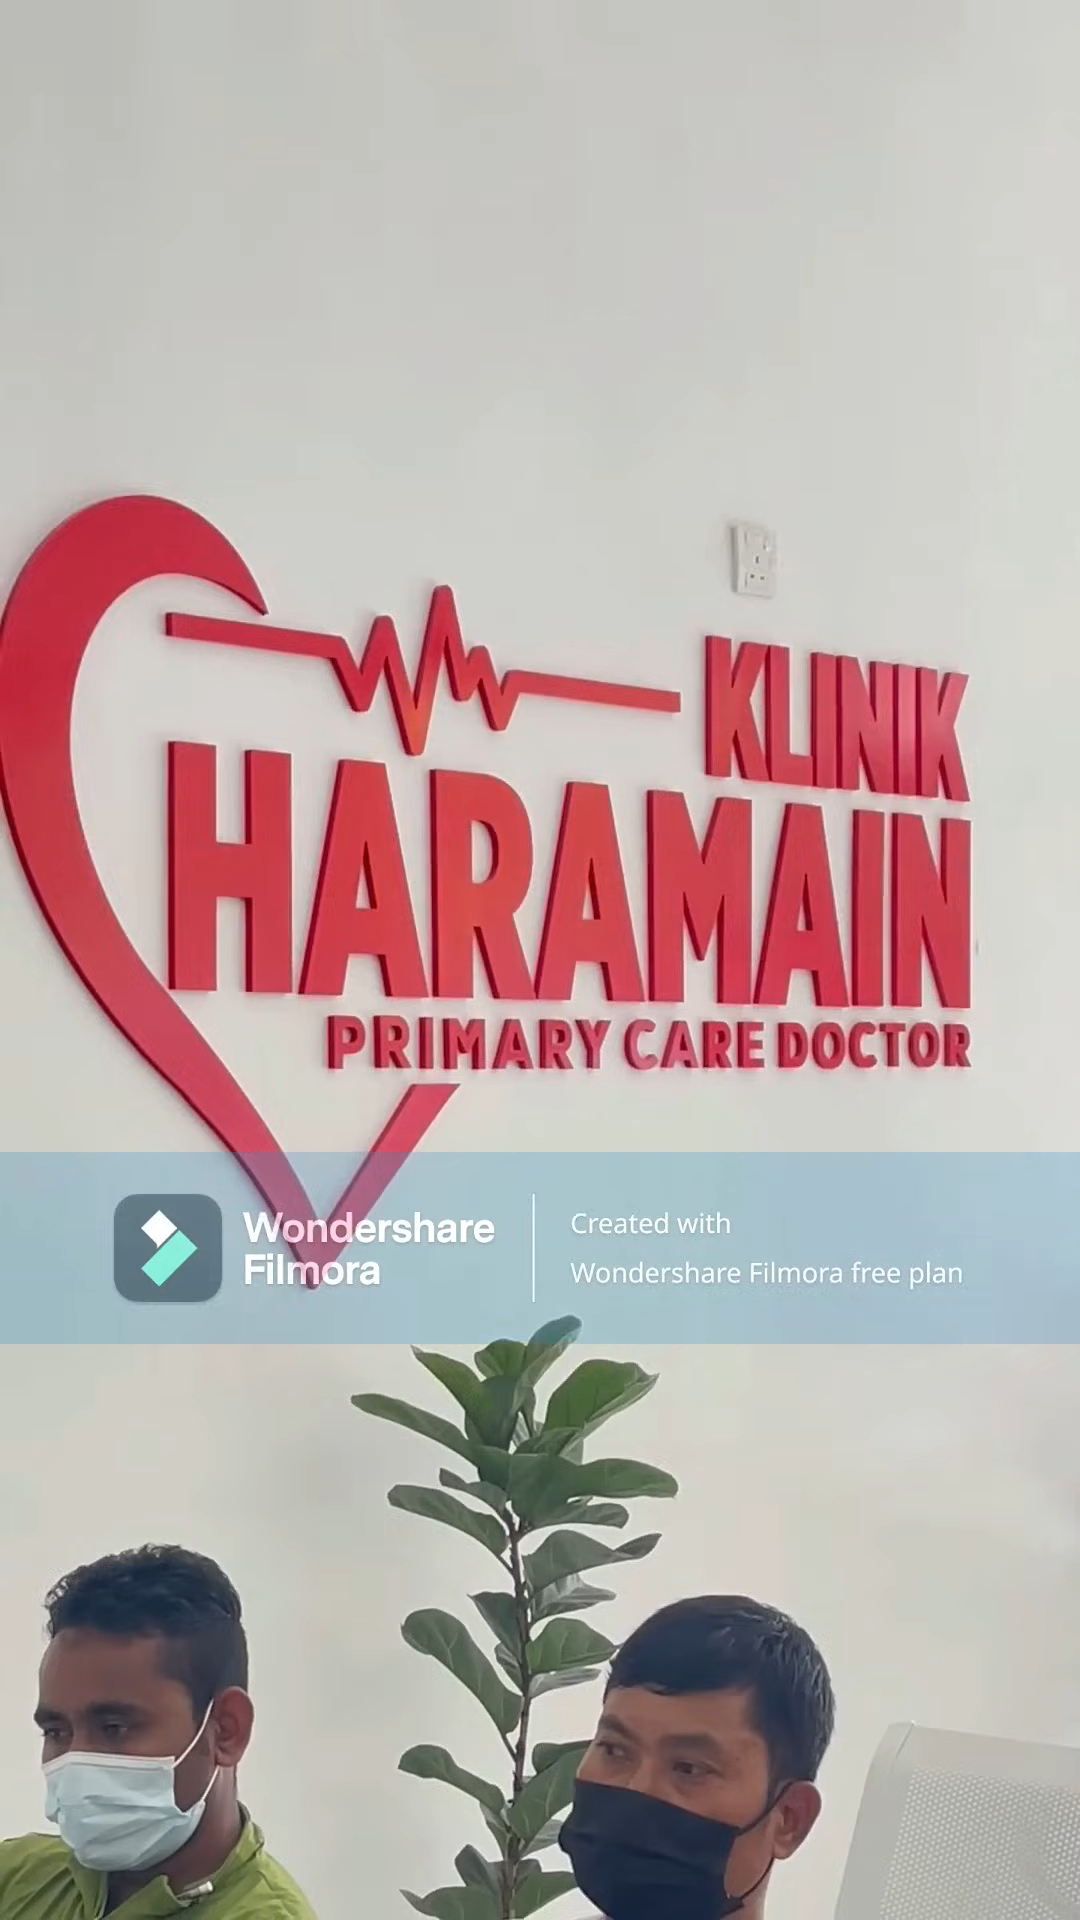 KLINIK
HARAMAIN
PRIMARY CARE DOCTOR
Wondershare
Filmora
Created with
Wondershare Filmora free plan